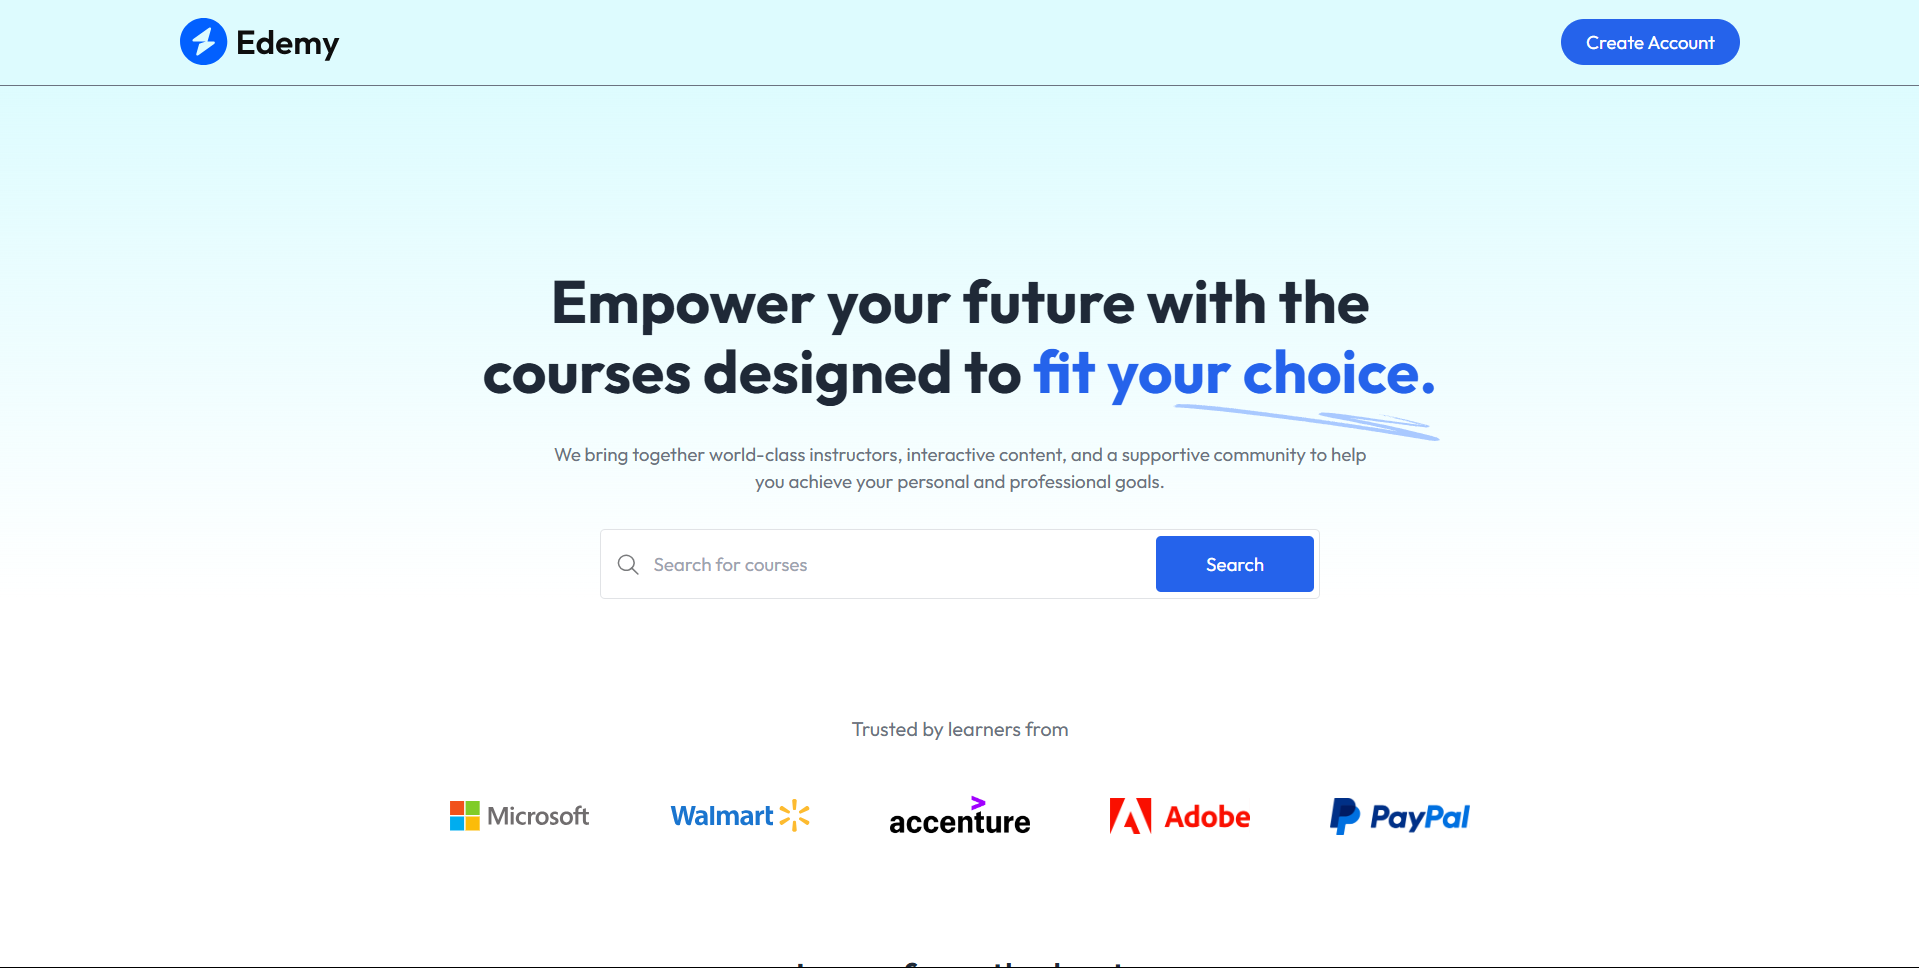 Edemy
Create Account
Empower your future with the
courses designed to fit your choice.
We bring together world-class instructors, interactive content, and a supportive community to help
you achieve your personal and professional goals.
Search for courses
Search
Trusted by learners from
Microsoft
Walmart
accenture
Adobe
PayPal